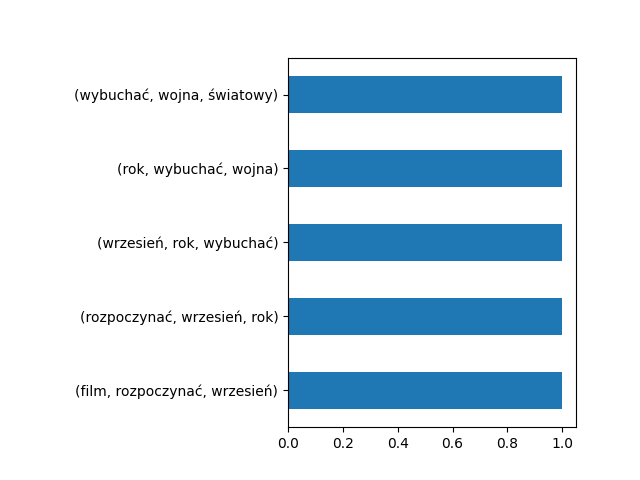 (wybuchać, wojna, światowy)
(rok, wybuchać, wojna)
(wrzesień, rok, wybuchać)
(rozpoczynać, wrzesień, rok)
(film, rozpoczynać, wrzesień)
0.0 0.2 0.4 0.6 0.8 1.0